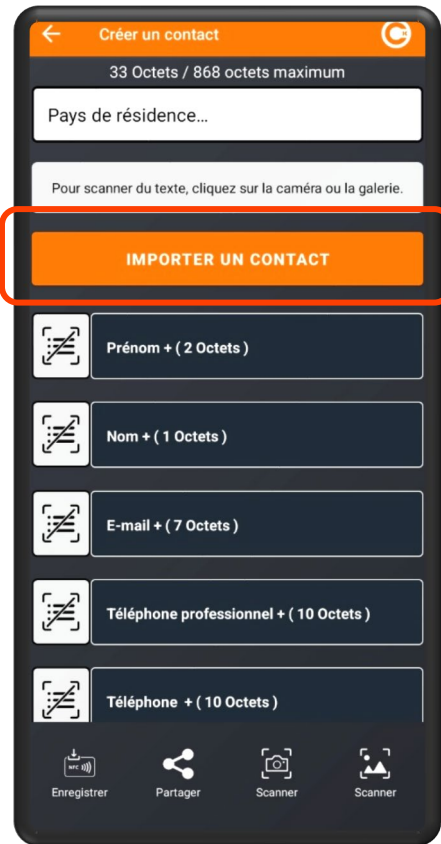 Créer un contact
33 Octets / 868 octets maximum
Pays de résidence...
Pour scanner du texte, cliquez sur la caméra ou la galerie.
IMPORTER UN CONTACT
Prénom + ( 2 Octets )
Nom + ( 1 Octets )
E-mail + ( 7 Octets )
Téléphone professionnel + ( 10 Octets )
Téléphone + ( 10 Octets )
NFC
Enregistrer Partager Scanner Scanner